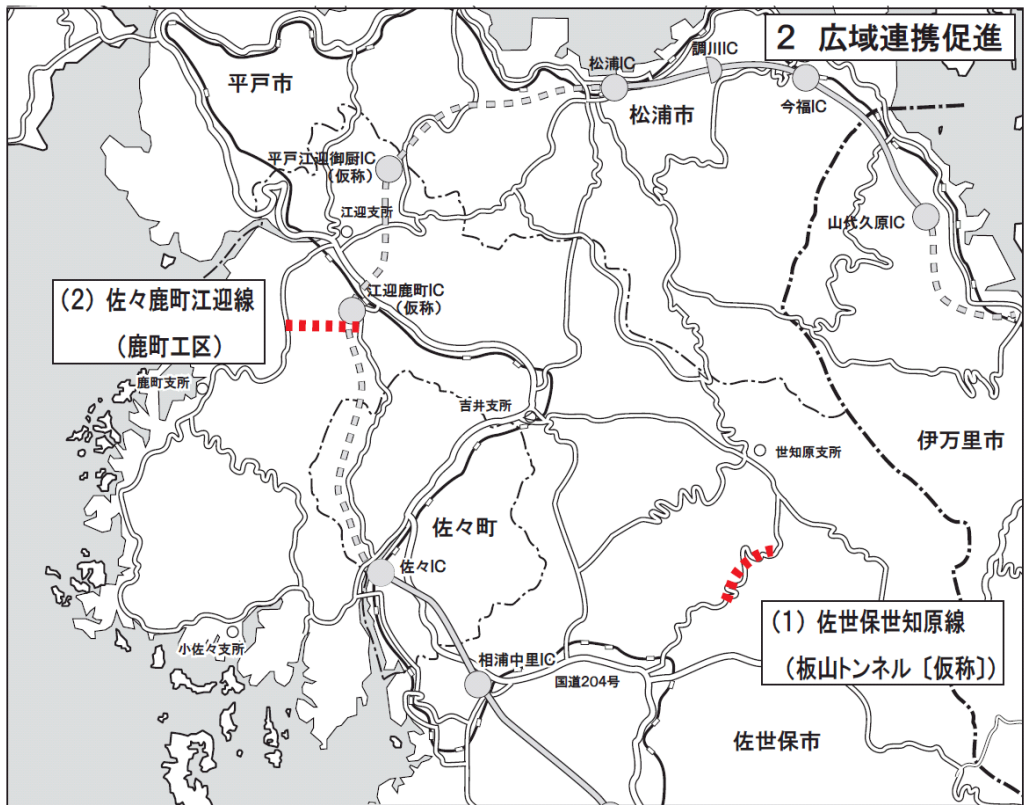 2 広域連携促進
調川IC
松浦IC
平戸市
松浦市
今福IC
平戸江迎御厨IC
(仮称)
江迎支所
山代久原IC
(2) 佐々鹿町江迎線
(鹿町工区)
江迎鹿町IC
(仮称)
鹿町支所
吉井支所
世知原支所
伊万里市
佐々町
佐々IC
(1) 佐世保世知原線
(板山トンネル〔仮称〕)
小佐々支所
相浦中里IC
国道204号
佐世保市